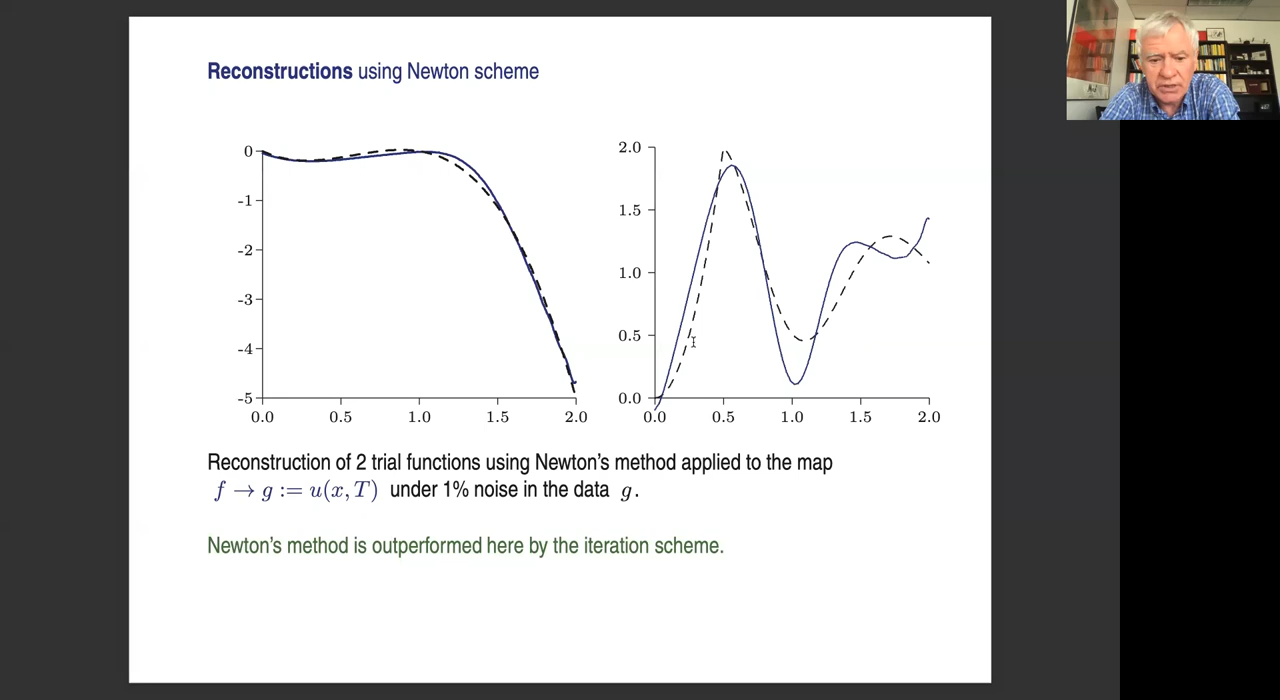 Reconstructions using Newton scheme
0
-1
-2
-3
-4
-5
0.0 0.5 1.0 1.5 2.0
2.0
1.5
1.0
0.5
0.0
0.0 0.5 1.0 1.5 2.0
Reconstruction of 2 trial functions using Newton's method applied to the map
f → g := u(x, T) under 1% noise in the data g.
Newton's method is outperformed here by the iteration scheme.